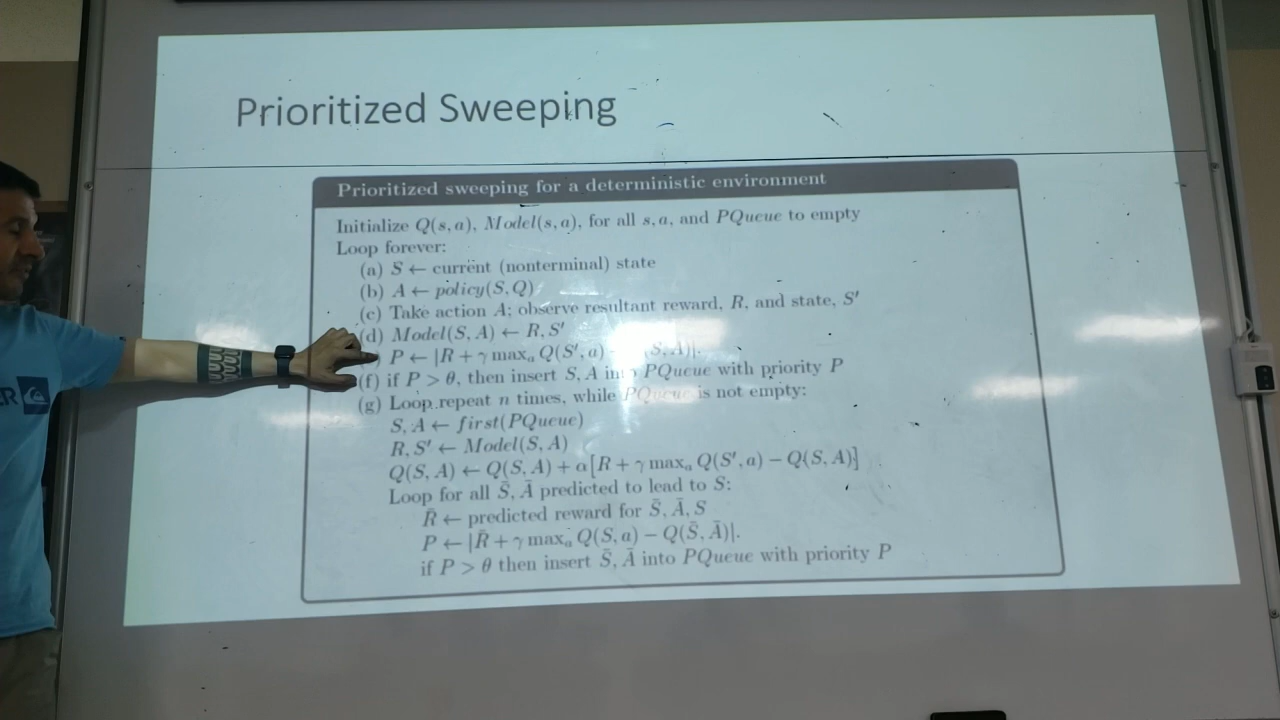 Prioritized Sweeping
Prioritized sweeping for a deterministic environment
Initialize Q(s, a), Model(s, a), for all s, a, and PQueue to empty
Loop forever:
(a) S ← current (nonterminal) state
(b) A ← policy(S, Q)
(c) Take action A; observe resultant reward, R, and state, S′
(d) Model(S, A) ← R, S′
P ← |R + γ maxₐ Q(S′, a) - (S, A)|.
(f) if P > θ, then insert S, A into PQueue with priority P
(g) Loop repeat n times, while PQueue is not empty:
S, A ← first(PQueue)
R, S′ ← Model(S, A)
Q(S, A) ← Q(S, A) + α[R + γ maxₐ Q(S′, a) − Q(S, A)]
Loop for all S̄, Ā predicted to lead to S:
R̄ ← predicted reward for S̄, Ā, S
P ← |R̄ + γ maxₐ Q(S, a) − Q(S̄, Ā)|.
if P > θ then insert S̄, Ā into PQueue with priority P